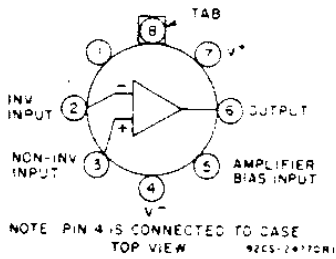 TAB
8
1
7
V+
INV
INPUT
2
-
6
OUTPUT
+
NON-INV
INPUT
3
5
AMPLIFIER
BIAS INPUT
4
V-
NOTE PIN 4 IS CONNECTED TO CASE
TOP VIEW